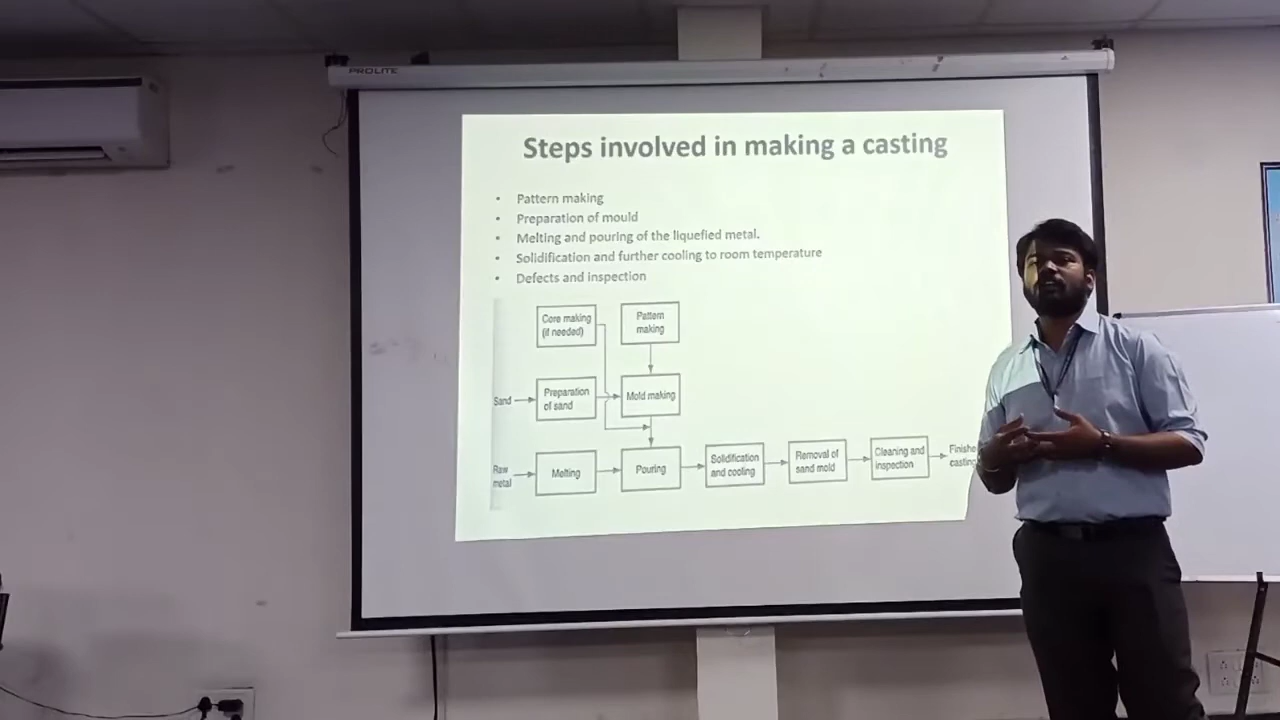 PROLITE
Steps involved in making a casting
• Pattern making
• Preparation of mould
• Melting and pouring of the liquefied metal.
• Solidification and further cooling to room temperature
• Defects and inspection
Core making
(if needed)
Pattern
making
Sand
Preparation
of sand
Mold making
Raw
metal
Melting
Pouring
Solidification
and cooling
Removal of
sand mold
Cleaning and
inspection
Finishe
casting